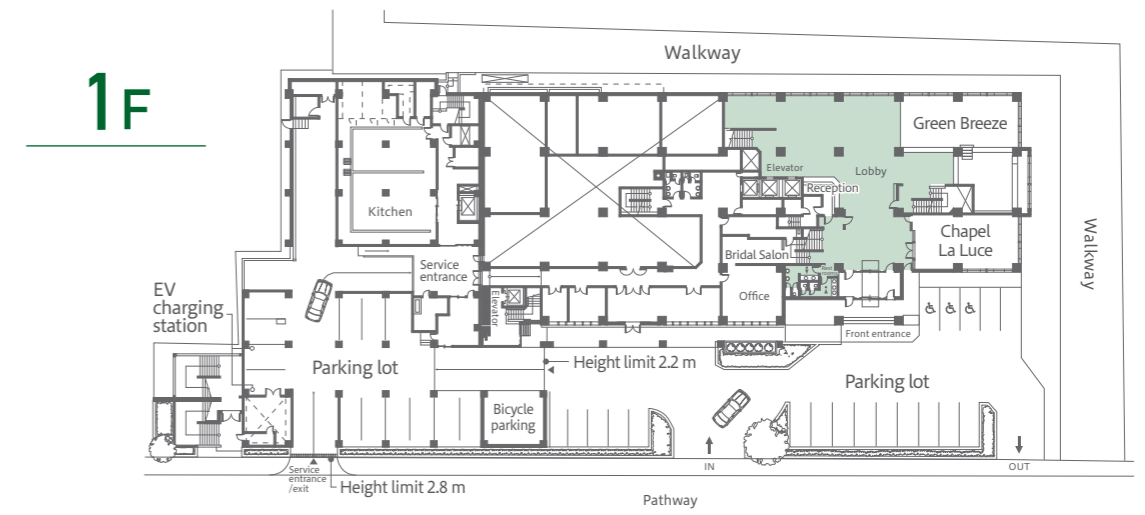 1F
Walkway
Green Breeze
Elevator
Lobby
Reception
Kitchen
Walkway
Chapel
La Luce
Bridal Salon
Service
entrance
Rest
rooms
EV
charging
station
Elevator
Office
Front entrance
Height limit 2.2 m
Parking lot
Parking lot
Bicycle
parking
IN
OUT
Service
entrance
/exit
Height limit 2.8 m
Pathway